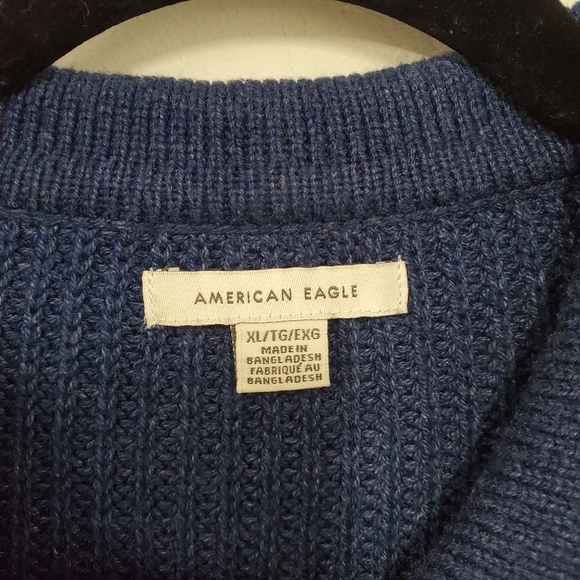 AMERICAN EAGLE
XL/TG/EXG
MADE IN
BANGLADESH
FABRIQUÉ AU
BANGLADESH